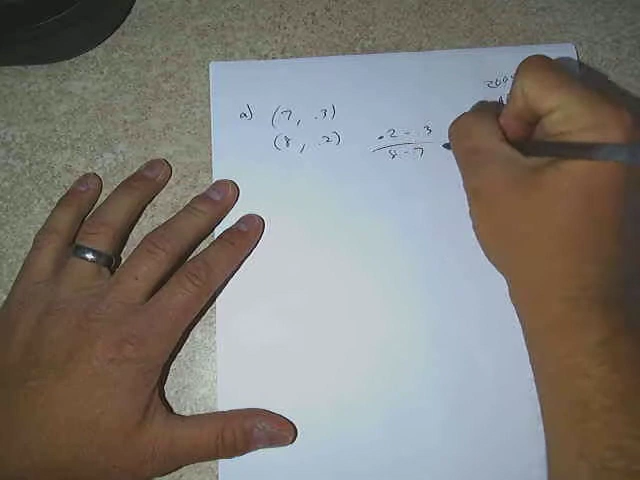 a) (7, .3)
(8, .2)
.2 - .3
8 - 7